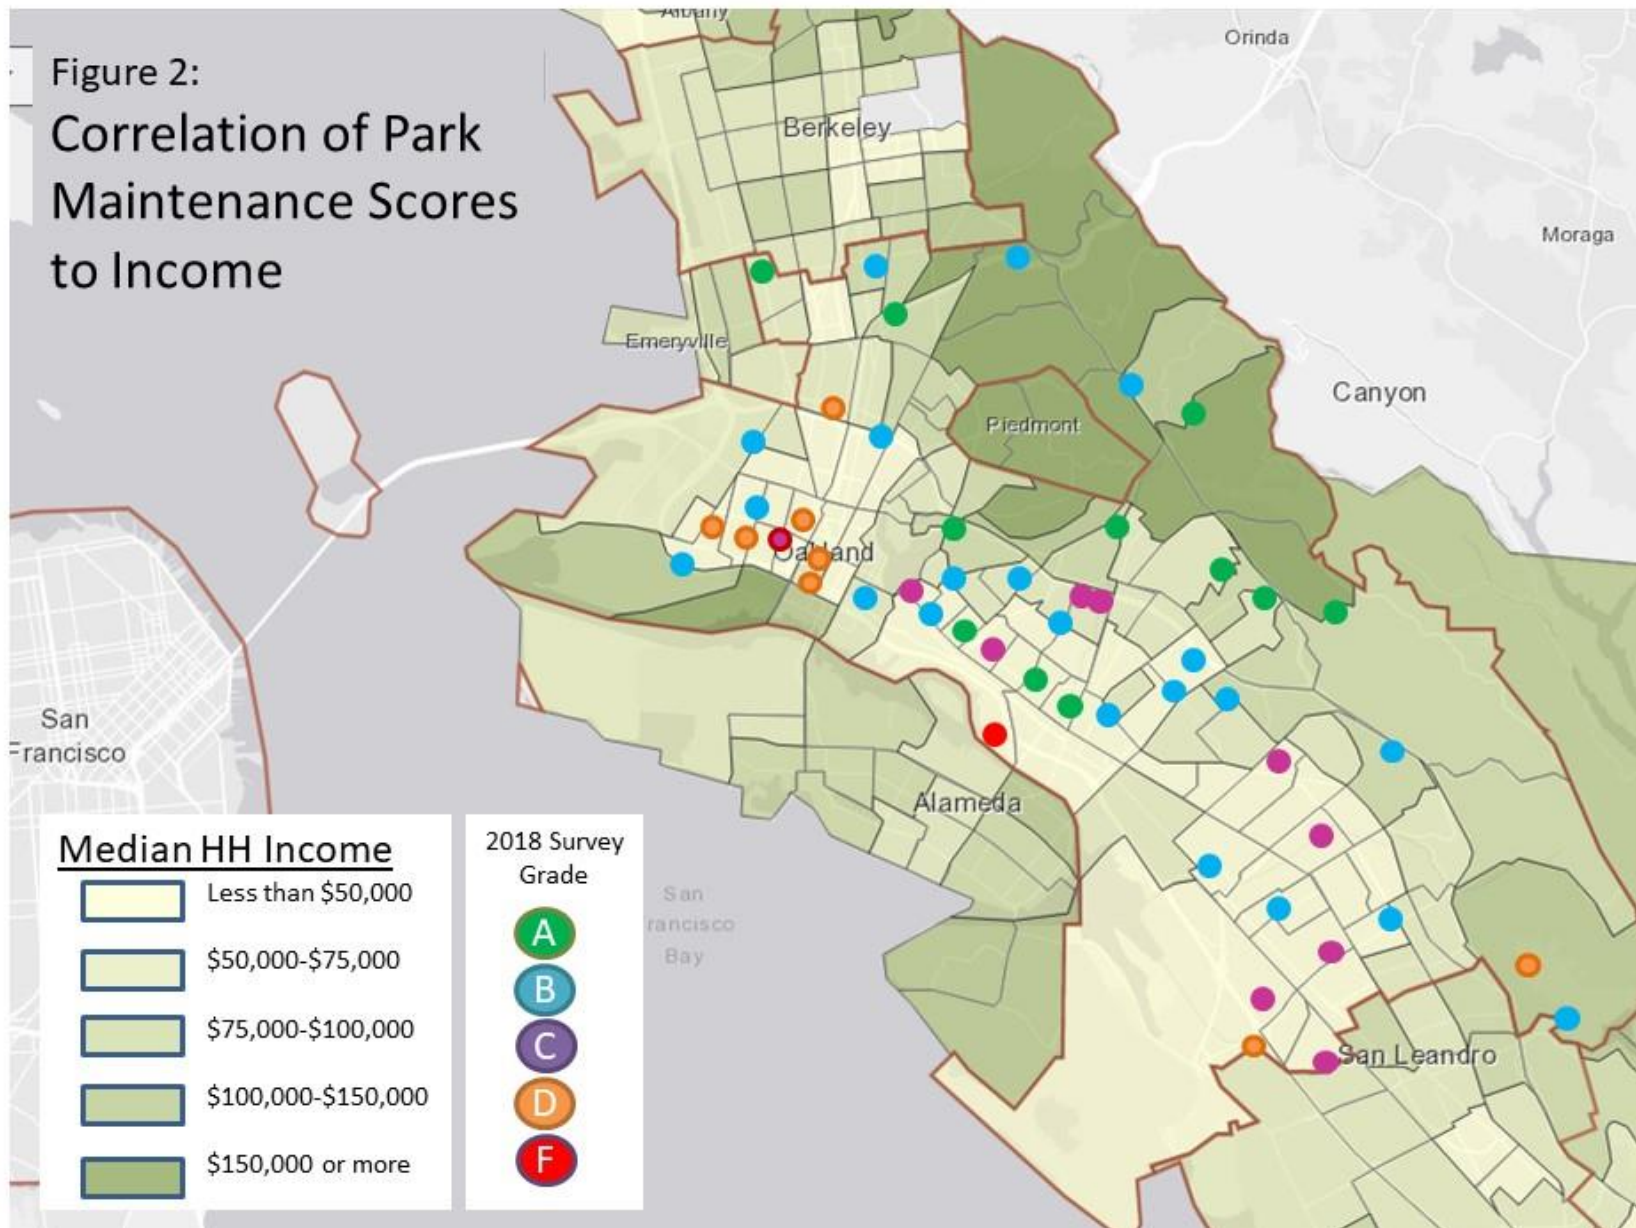 Albany
Orinda
Figure 2:
Correlation of Park
Maintenance Scores
to Income
Berkeley
Moraga
Emeryville
Canyon
Piedmont
Oakland
San
Francisco
Alameda
Median HH Income
Less than $50,000
$50,000-$75,000
$75,000-$100,000
$100,000-$150,000
$150,000 or more
2018 Survey
Grade
A
B
C
D
F
San
rancisco
Bay
San Leandro